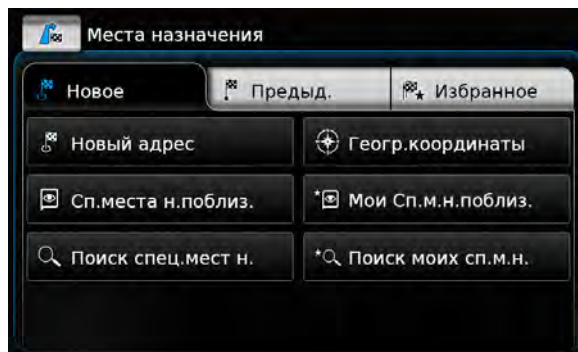 Места назначения
Новое Предыд. Избранное
Новый адрес Геогр.координаты
Сп.места н.поблиз. Мои Сп.м.н.поблиз.
Поиск спец.мест н. Поиск моих сп.м.н.